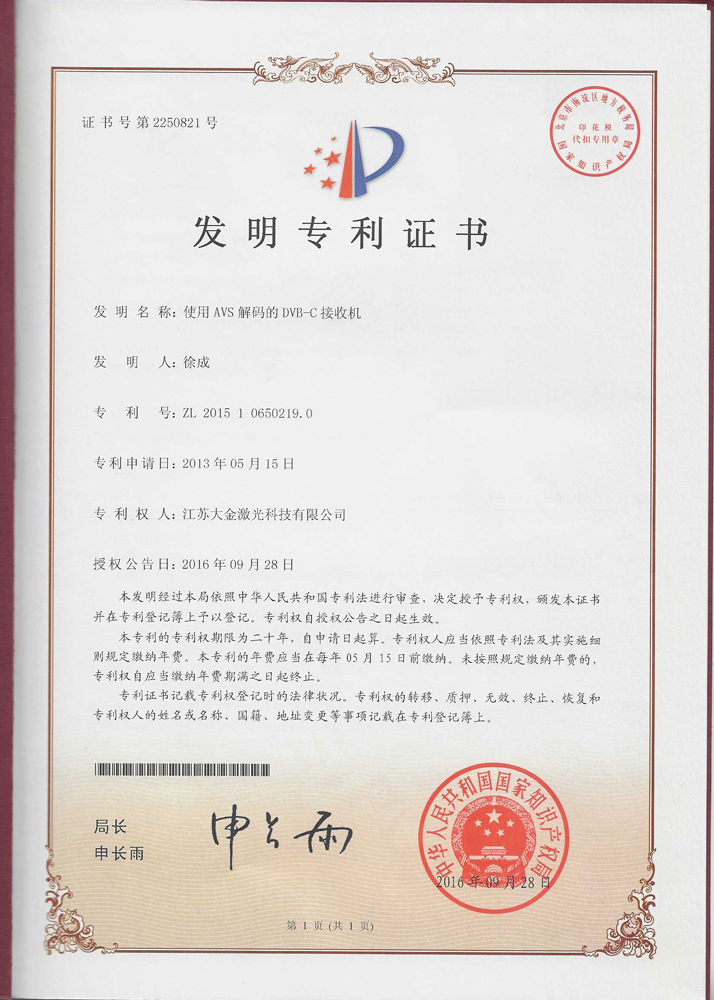 证书号第2250821号
北京市海淀区地方税务局
印花税
代扣专用章
国家知识产权局
发明专利证书
发明名称：使用AVS解码的DVB-C接收机
发明人：徐成
专利号：ZL 2015 1 0650219.0
专利申请日：2013年05月15日
专利权人：江苏大金激光科技有限公司
授权公告日：2016年09月28日
本发明经过本局依照中华人民共和国专利法进行审查，决定授予专利权，颁发本证书
并在专利登记簿上予以登记。专利权自授权公告之日起生效。
本专利的专利权期限为二十年，自申请日起算。专利权人应当依照专利法及其实施细
则规定缴纳年费。本专利的年费应当在每年05月15日前缴纳。未按照规定缴纳年费的，
专利权自应当缴纳年费期满之日起终止。
专利证书记载专利权登记时的法律状况。专利权的转移、质押、无效、终止、恢复和
专利权人的姓名或名称、国籍、地址变更等事项记载在专利登记簿上。
局长
申长雨
申长雨
中华人民共和国国家知识产权局
2016年09月28日
第1页(共1页)